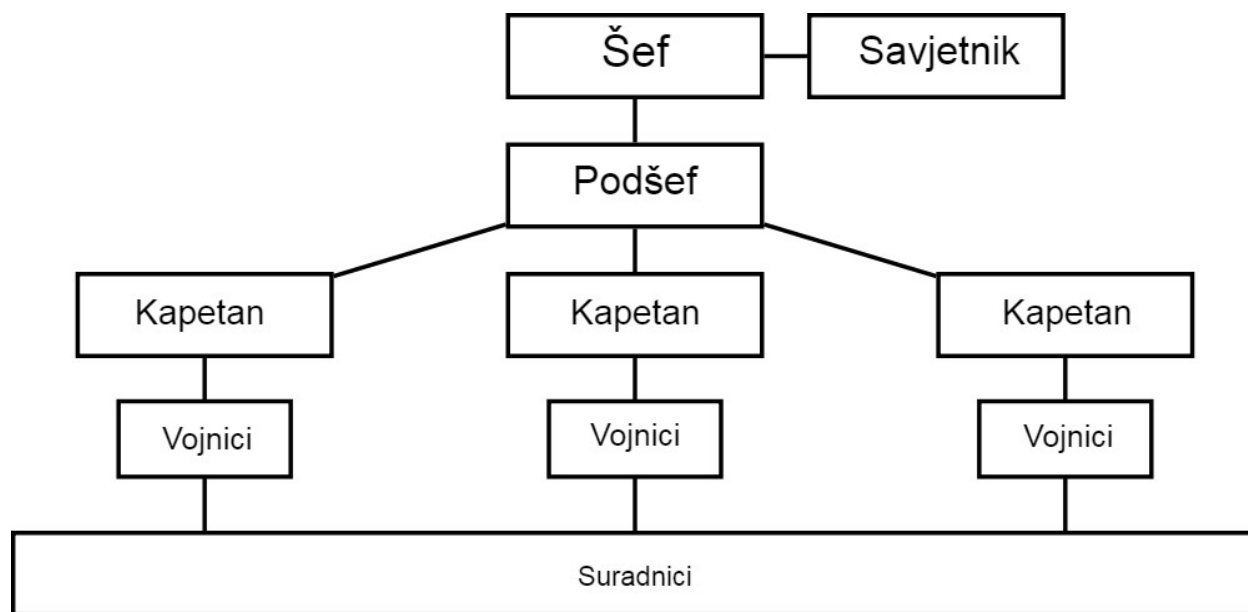 Šef
Savjetnik
Podšef
Kapetan
Kapetan
Kapetan
Vojnici
Vojnici
Vojnici
Suradnici